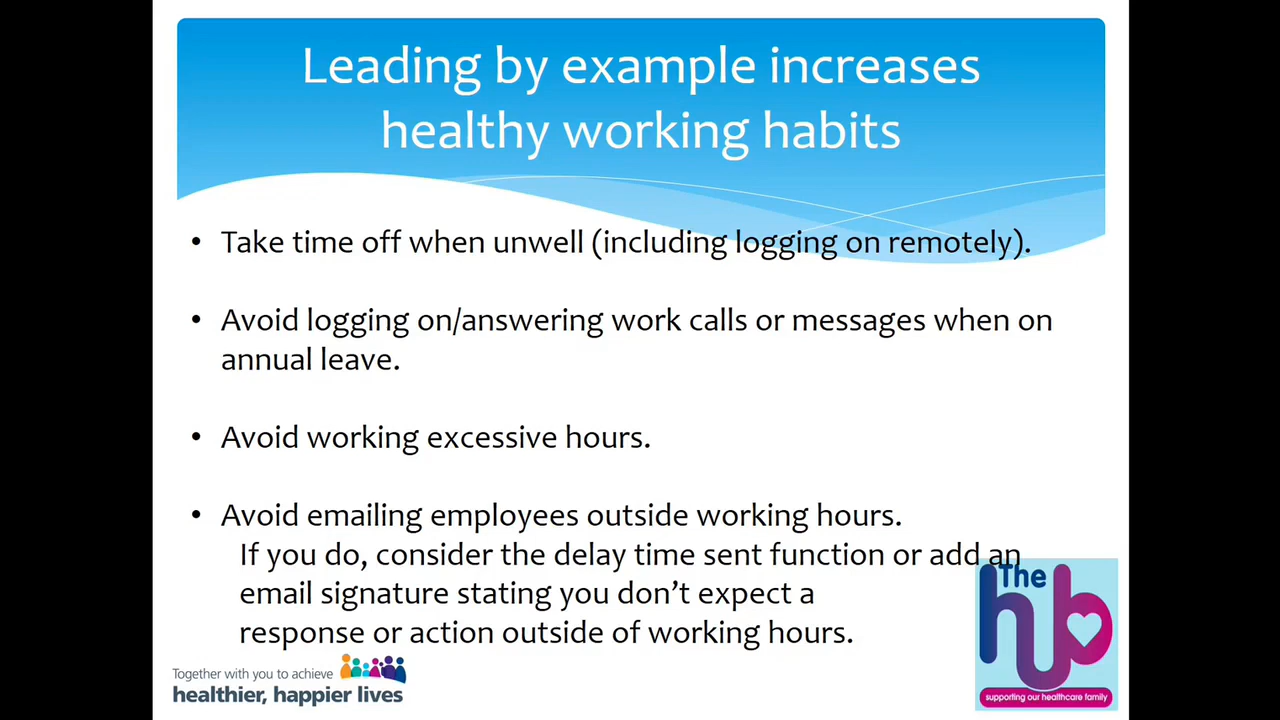 Leading by example increases
healthy working habits
• Take time off when unwell (including logging on remotely).
• Avoid logging on/answering work calls or messages when on
annual leave.
• Avoid working excessive hours.
• Avoid emailing employees outside working hours.
If you do, consider the delay time sent function or add an
email signature stating you don’t expect a
response or action outside of working hours.
Together with you to achieve
healthier, happier lives
The
hub
supporting our healthcare family